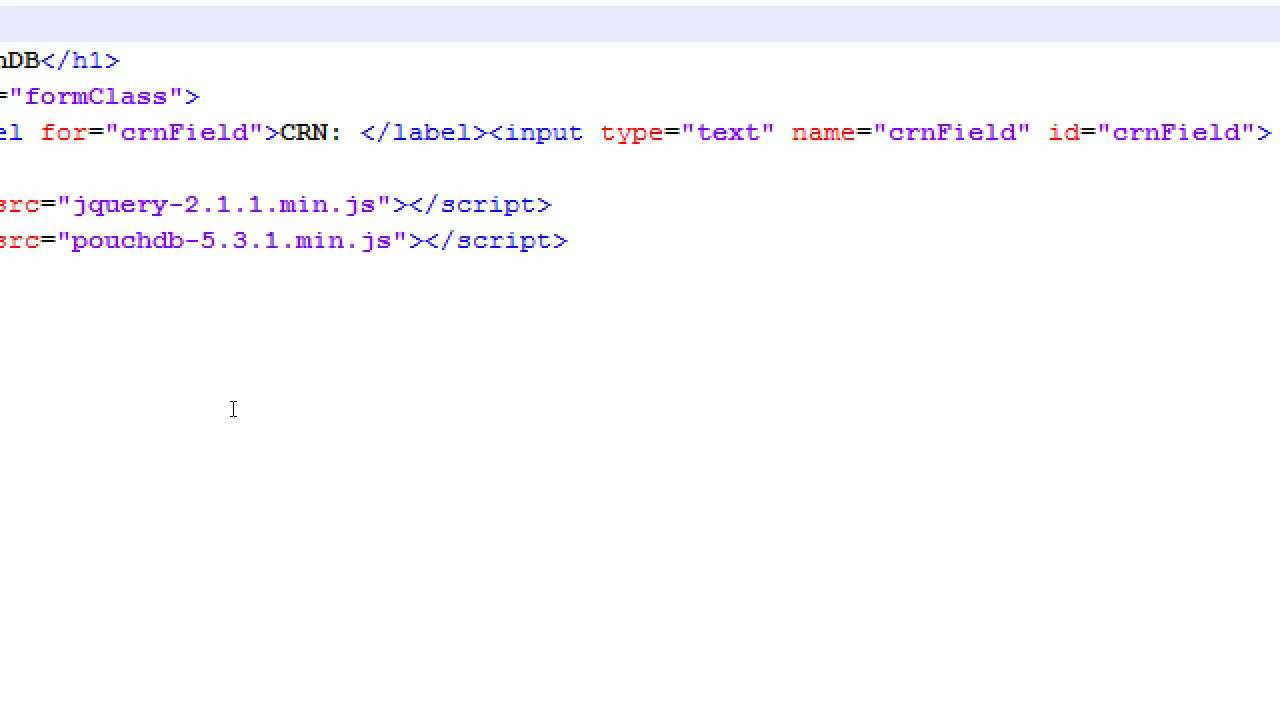 nDB</h1>
="formClass">
el for="crnField">CRN: </label><input type="text" name="crnField" id="crnField">
src="jquery-2.1.1.min.js"></script>
src="pouchdb-5.3.1.min.js"></script>